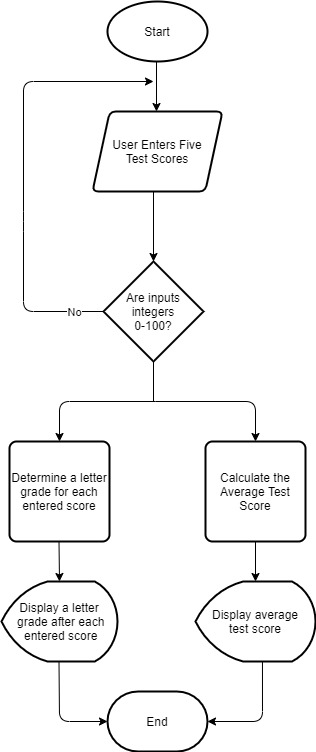 Start
User Enters Five
Test Scores
Are inputs
integers
0-100?
No
Determine a letter
grade for each
entered score
Calculate the
Average Test
Score
Display a letter
grade after each
entered score
Display average
test score
End